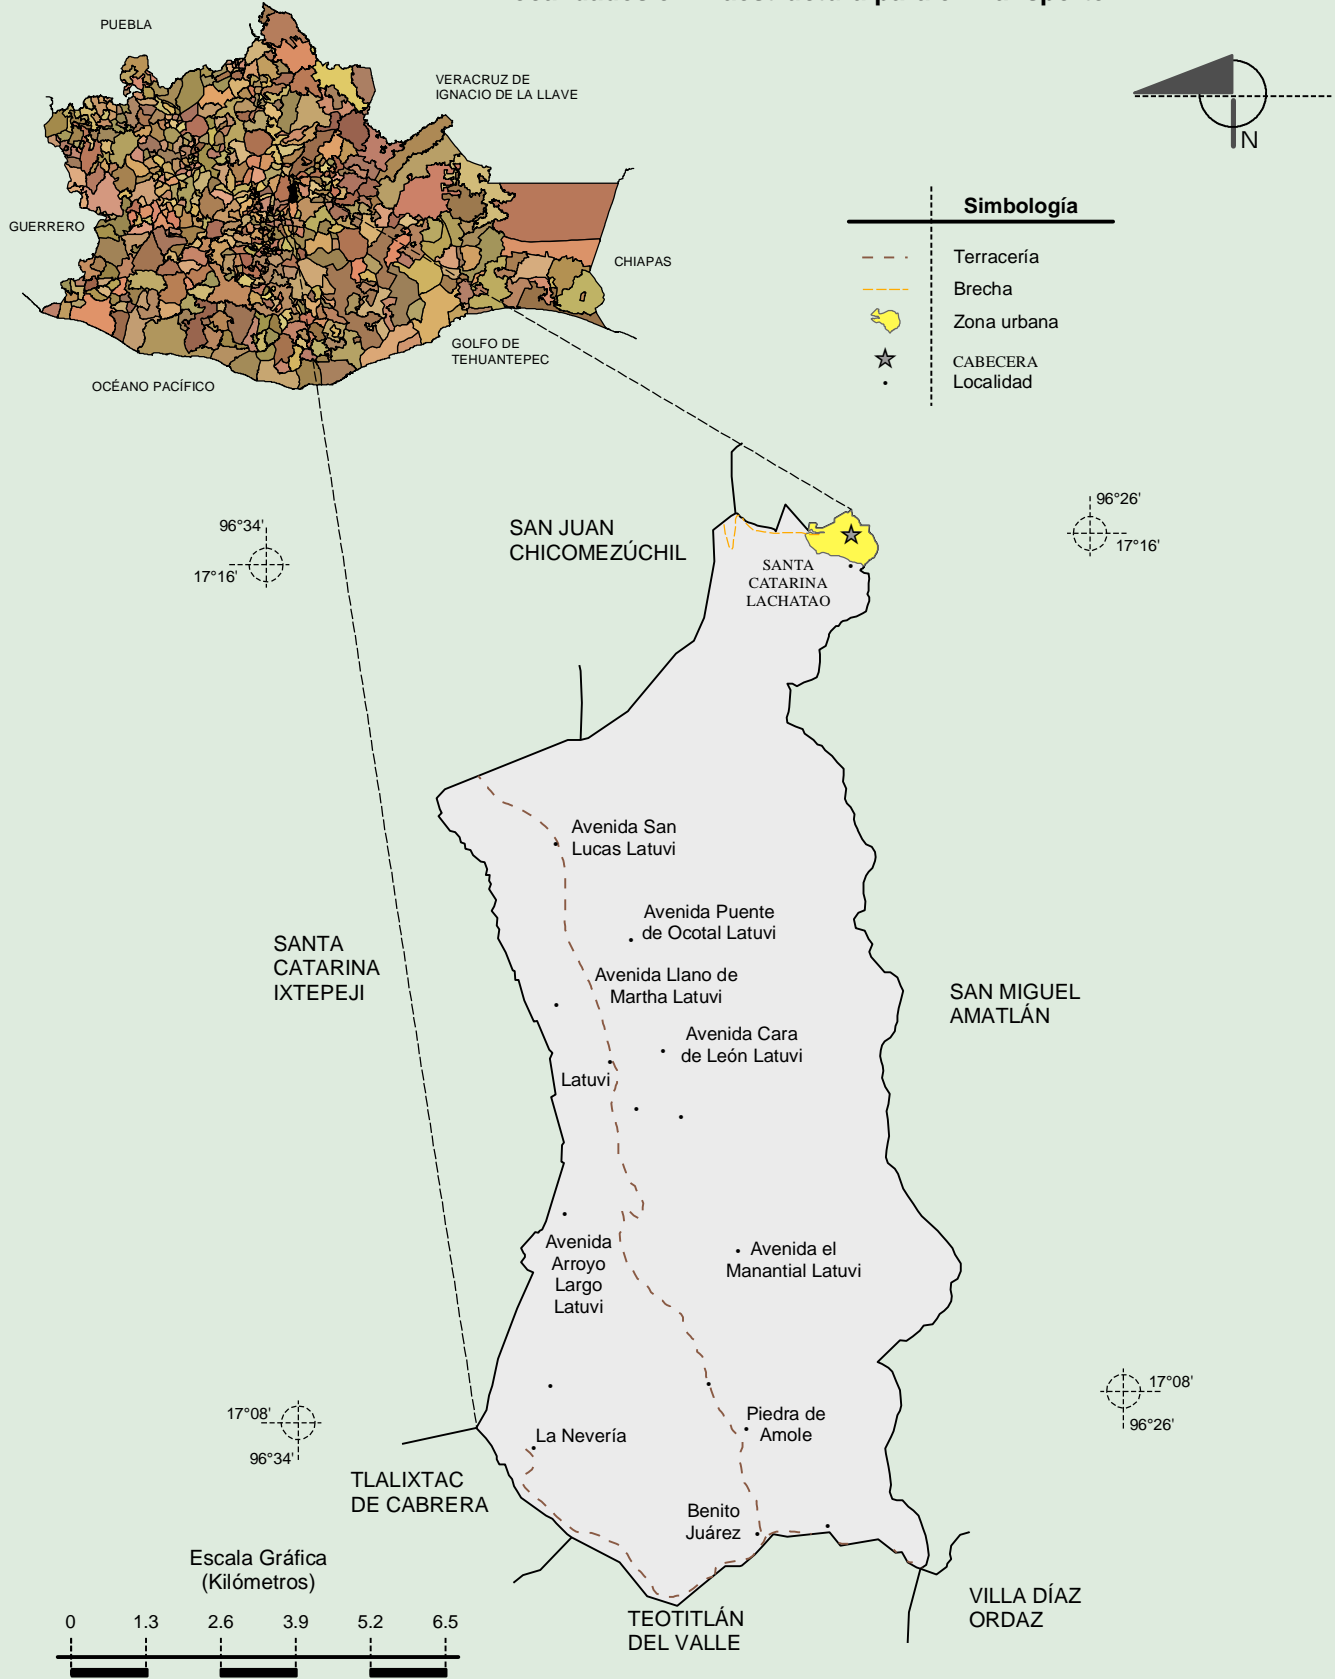 PUEBLA
VERACRUZ DE
IGNACIO DE LA LLAVE
N
GUERRERO
CHIAPAS
GOLFO DE
TEHUANTEPEC
OCÉANO PACÍFICO
Simbología
Terracería
Brecha
Zona urbana
CABECERA
Localidad
96°34'
17°16'
SAN JUAN
CHICOMEZÚCHIL
96°26'
17°16'
SANTA
CATARINA
LACHATAO
Avenida San
Lucas Latuvi
Avenida Puente
de Ocotal Latuvi
SANTA
CATARINA
IXTEPEJI
Avenida Llano de
Martha Latuvi
SAN MIGUEL
AMATLÁN
Avenida Cara
de León Latuvi
Latuvi
Avenida
Arroyo
Largo
Latuvi
Avenida el
Manantial Latuvi
17°08'
96°34'
17°08'
96°26'
La Nevería
Piedra de
Amole
TLALIXTAC
DE CABRERA
Benito
Juárez
Escala Gráfica
(Kilómetros)
0 1.3 2.6 3.9 5.2 6.5
TEOTITLÁN
DEL VALLE
VILLA DÍAZ
ORDAZ